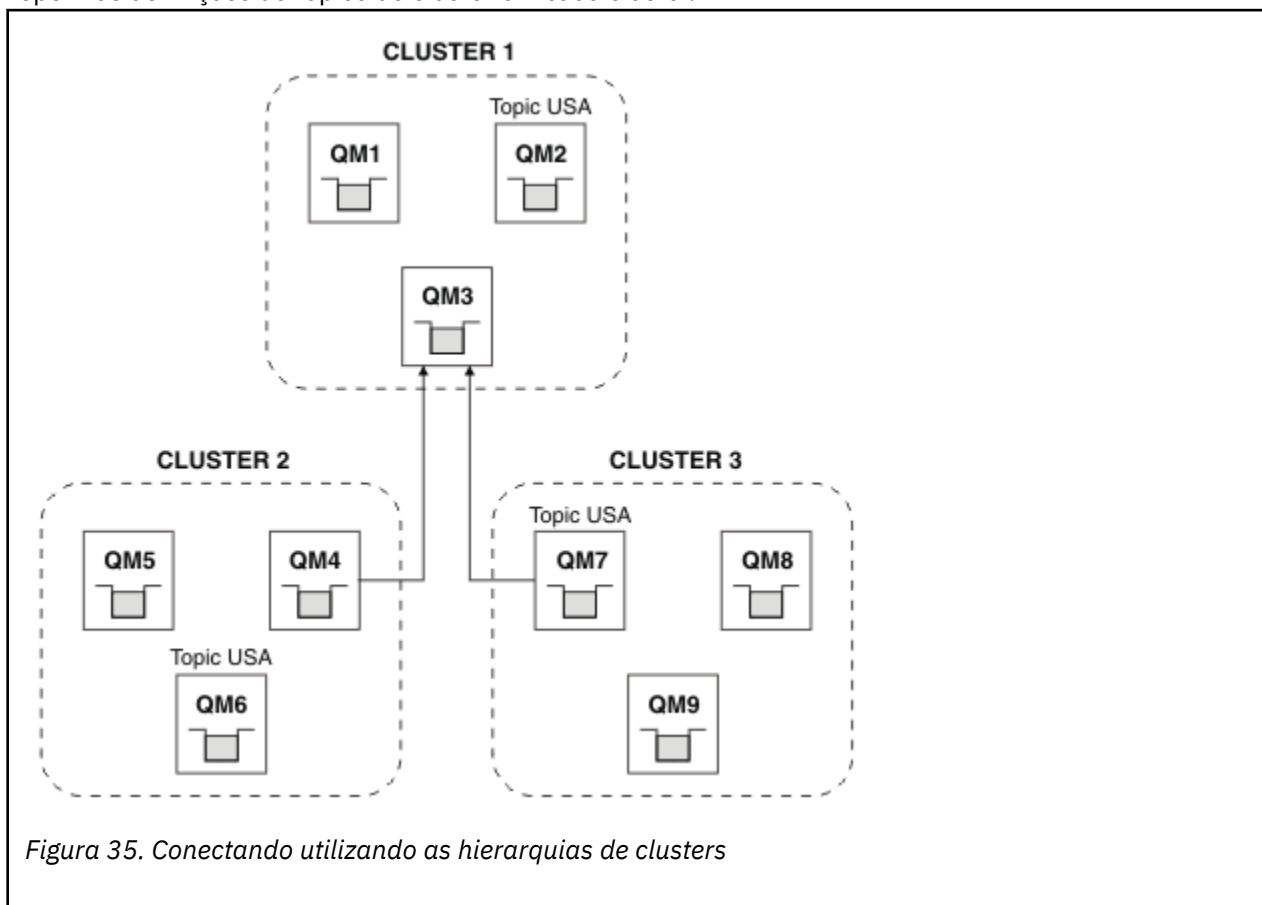 CLUSTER 1
Topic USA
QM1
QM2
QM3
CLUSTER 2
CLUSTER 3
Topic USA
QM5
QM4
QM7
QM8
Topic USA
QM6
QM9
Figura 35. Conectando utilizando as hierarquias de clusters